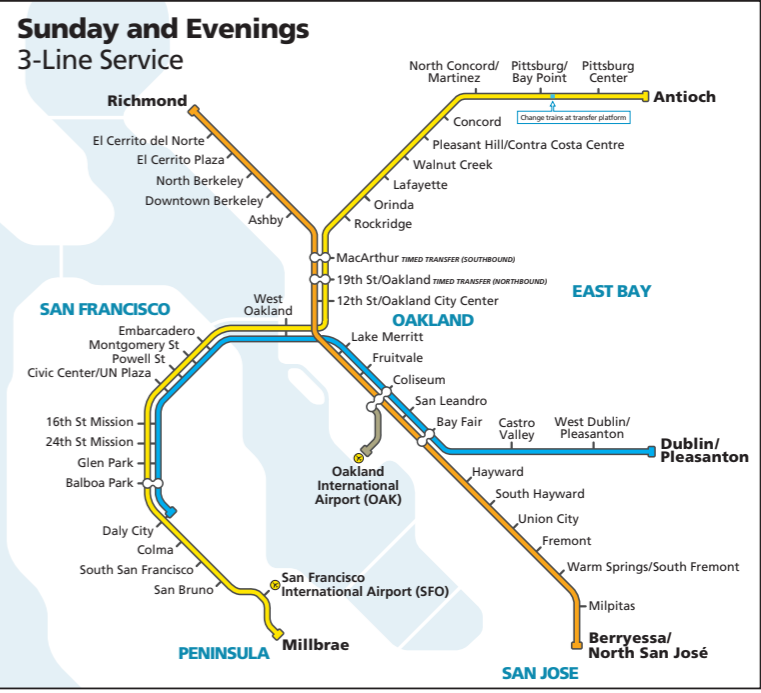 Sunday and Evenings
3-Line Service
North Concord/
Martinez
Pittsburg/
Bay Point
Pittsburg
Center
Antioch
Change trains at transfer platform
Richmond
Concord
El Cerrito del Norte
Pleasant Hill/Contra Costa Centre
El Cerrito Plaza
Walnut Creek
North Berkeley
Lafayette
Downtown Berkeley
Orinda
Ashby
Rockridge
MacArthur TIMED TRANSFER (SOUTHBOUND)
19th St/Oakland TIMED TRANSFER (NORTHBOUND)
EAST BAY
12th St/Oakland City Center
SAN FRANCISCO
West
Oakland
OAKLAND
Embarcadero
Montgomery St
Powell St
Civic Center/UN Plaza
Lake Merritt
Fruitvale
Coliseum
San Leandro
Bay Fair
Castro
Valley
West Dublin/
Pleasanton
Dublin/
Pleasanton
16th St Mission
24th St Mission
Glen Park
Balboa Park
Oakland
International
Airport (OAK)
Hayward
South Hayward
Union City
Fremont
Warm Springs/South Fremont
Milpitas
Berryessa/
North San José
SAN JOSE
Daly City
Colma
South San Francisco
San Bruno
San Francisco
International Airport (SFO)
Millbrae
PENINSULA